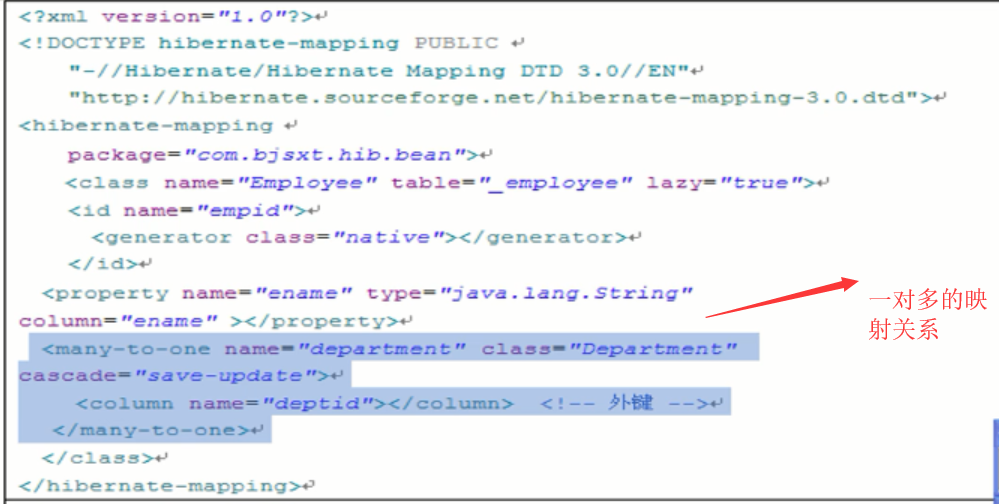 <?xml version="1.0"?>↵
<!DOCTYPE hibernate-mapping PUBLIC ↵
"-//Hibernate/Hibernate Mapping DTD 3.0//EN"↵
"http://hibernate.sourceforge.net/hibernate-mapping-3.0.dtd">↵
<hibernate-mapping ↵
package="com.bjsxt.hib.bean">↵
<class name="Employee" table="_employee" lazy="true">↵
<id name="empid">↵
<generator class="native"></generator>↵
</id>↵
<property name="ename" type="java.lang.String"
column="ename" ></property>↵
<many-to-one name="department" class="Department"
cascade="save-update">↵
<column name="deptid"></column> <!-- 外键 -->↵
</many-to-one>↵
</class>↵
</hibernate-mapping>↵
一对多的映
射关系